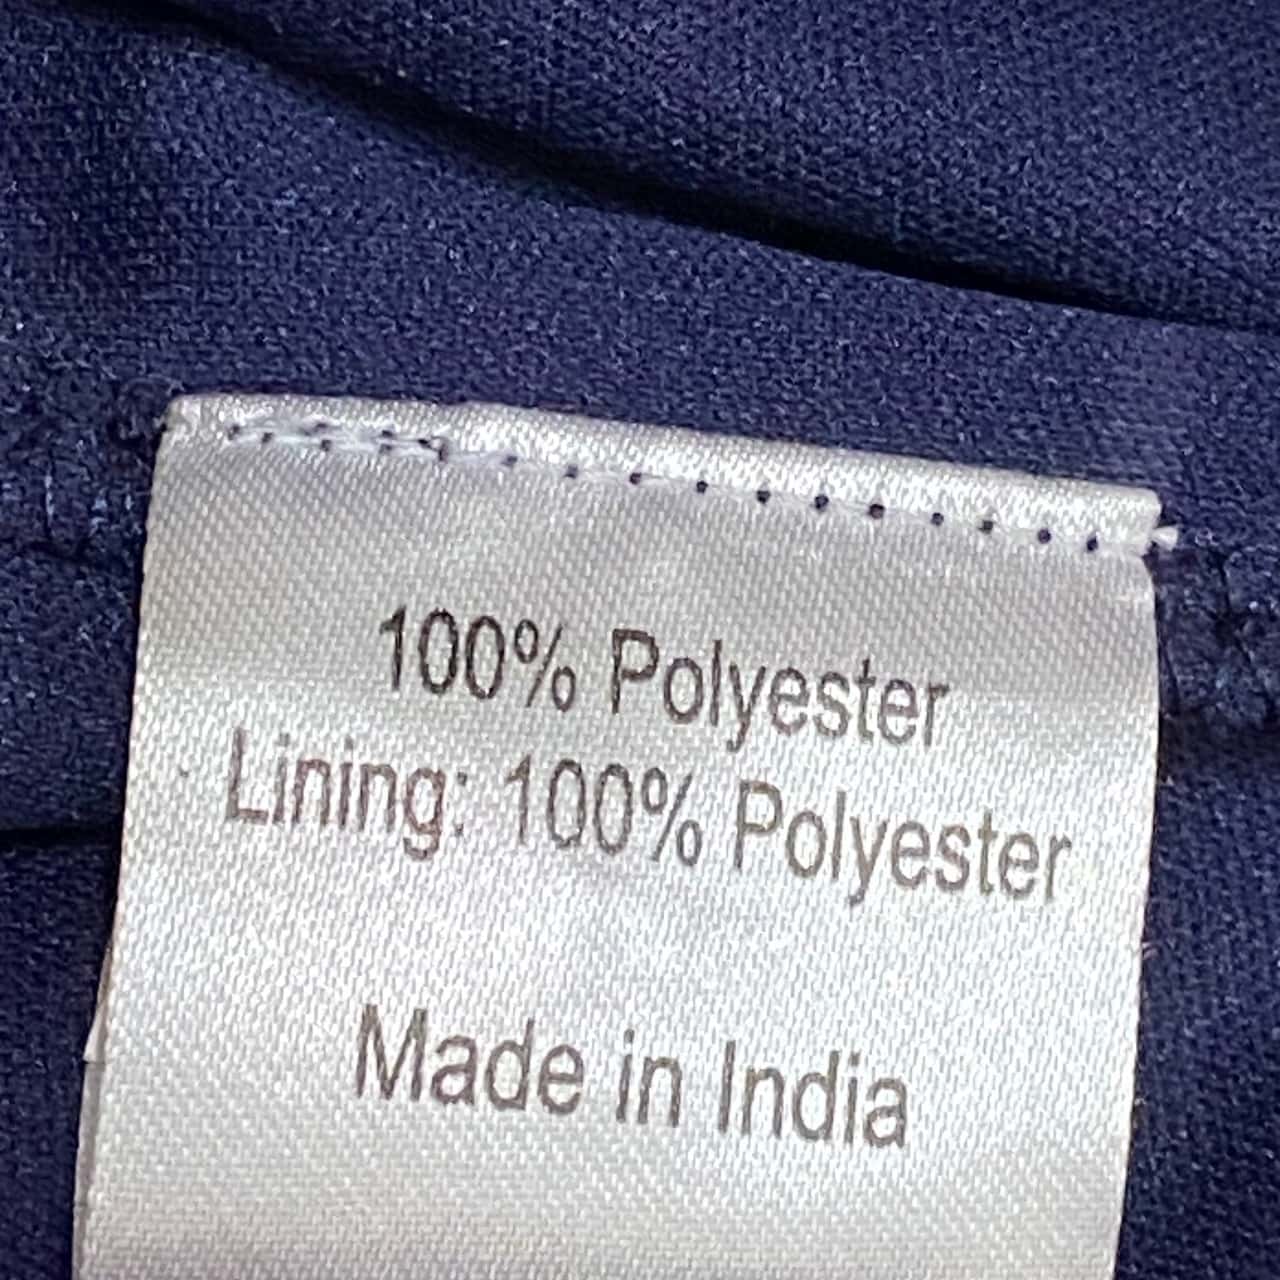 100% Polyester
Lining: 100% Polyester
Made in India